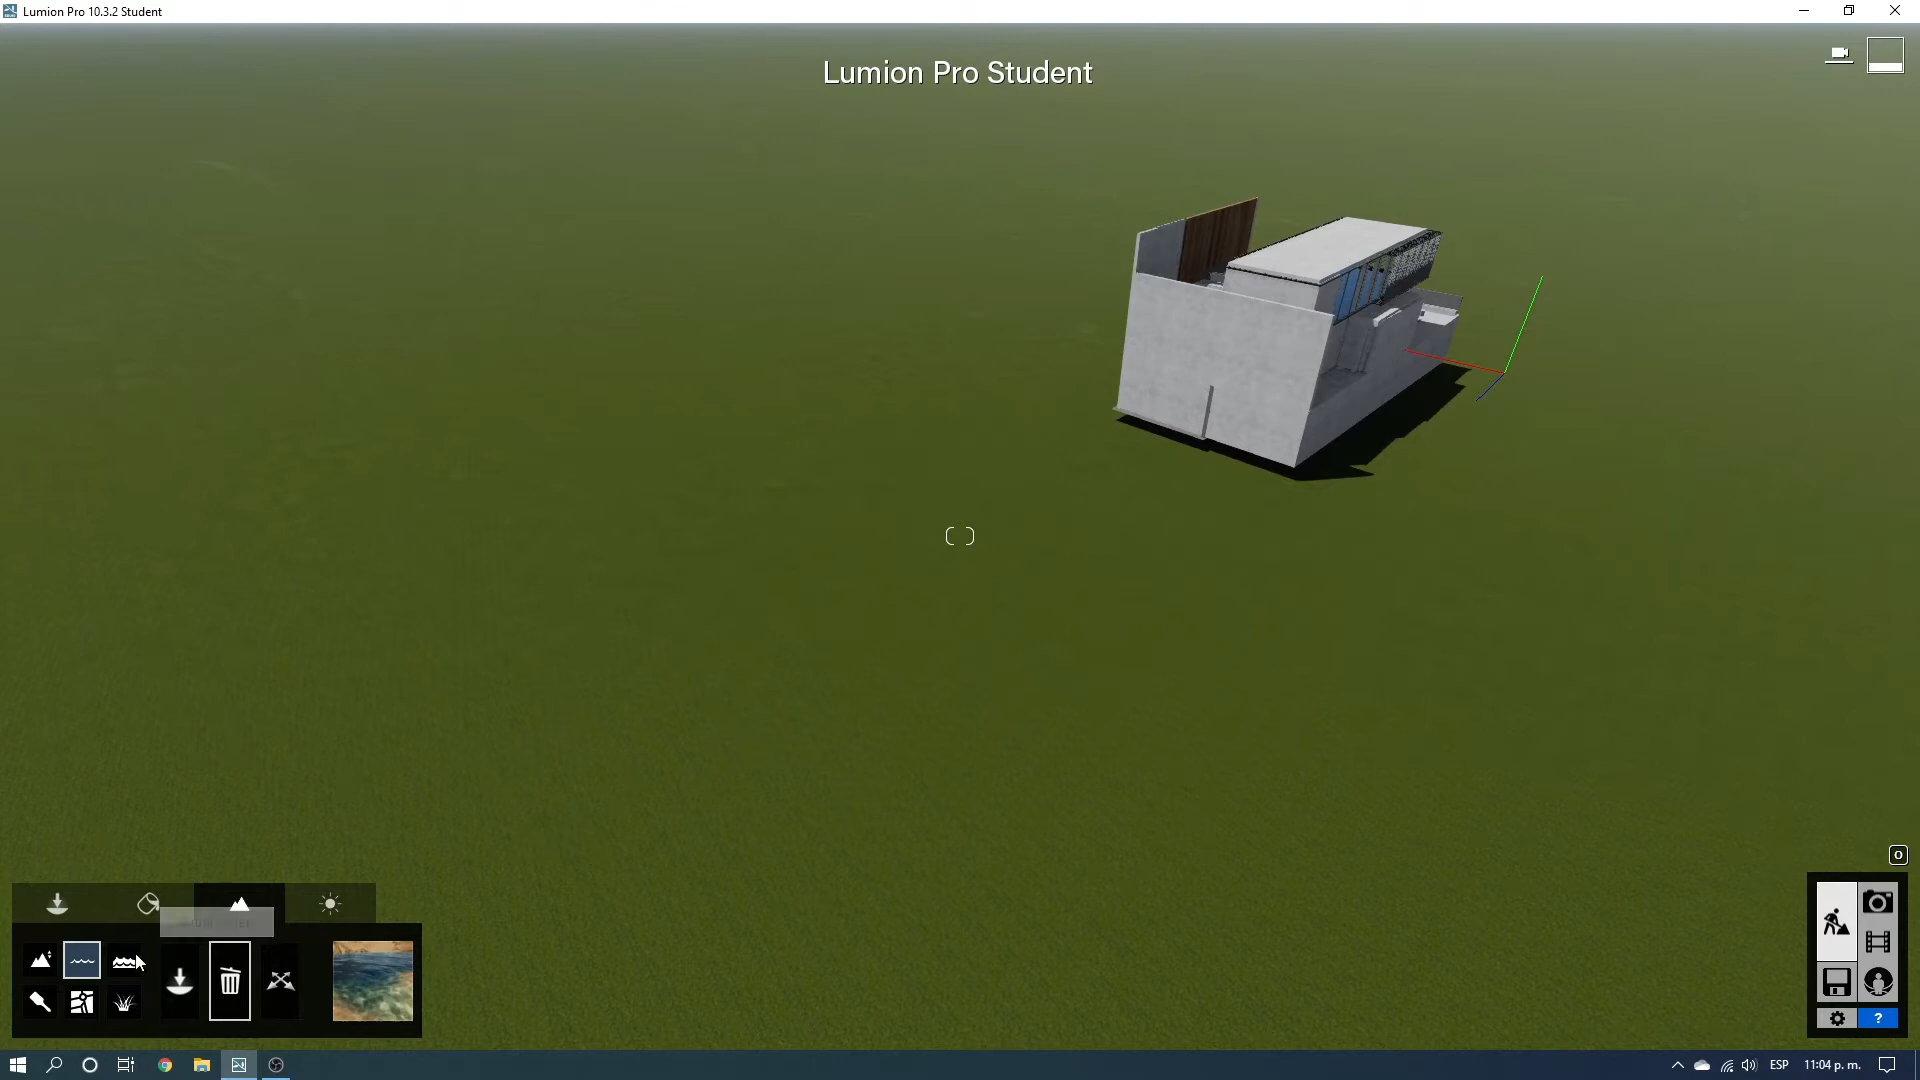 Lumion Pro 10.3.2 Student
Lumion Pro Student
O
?
ESP
11:04 p. m.